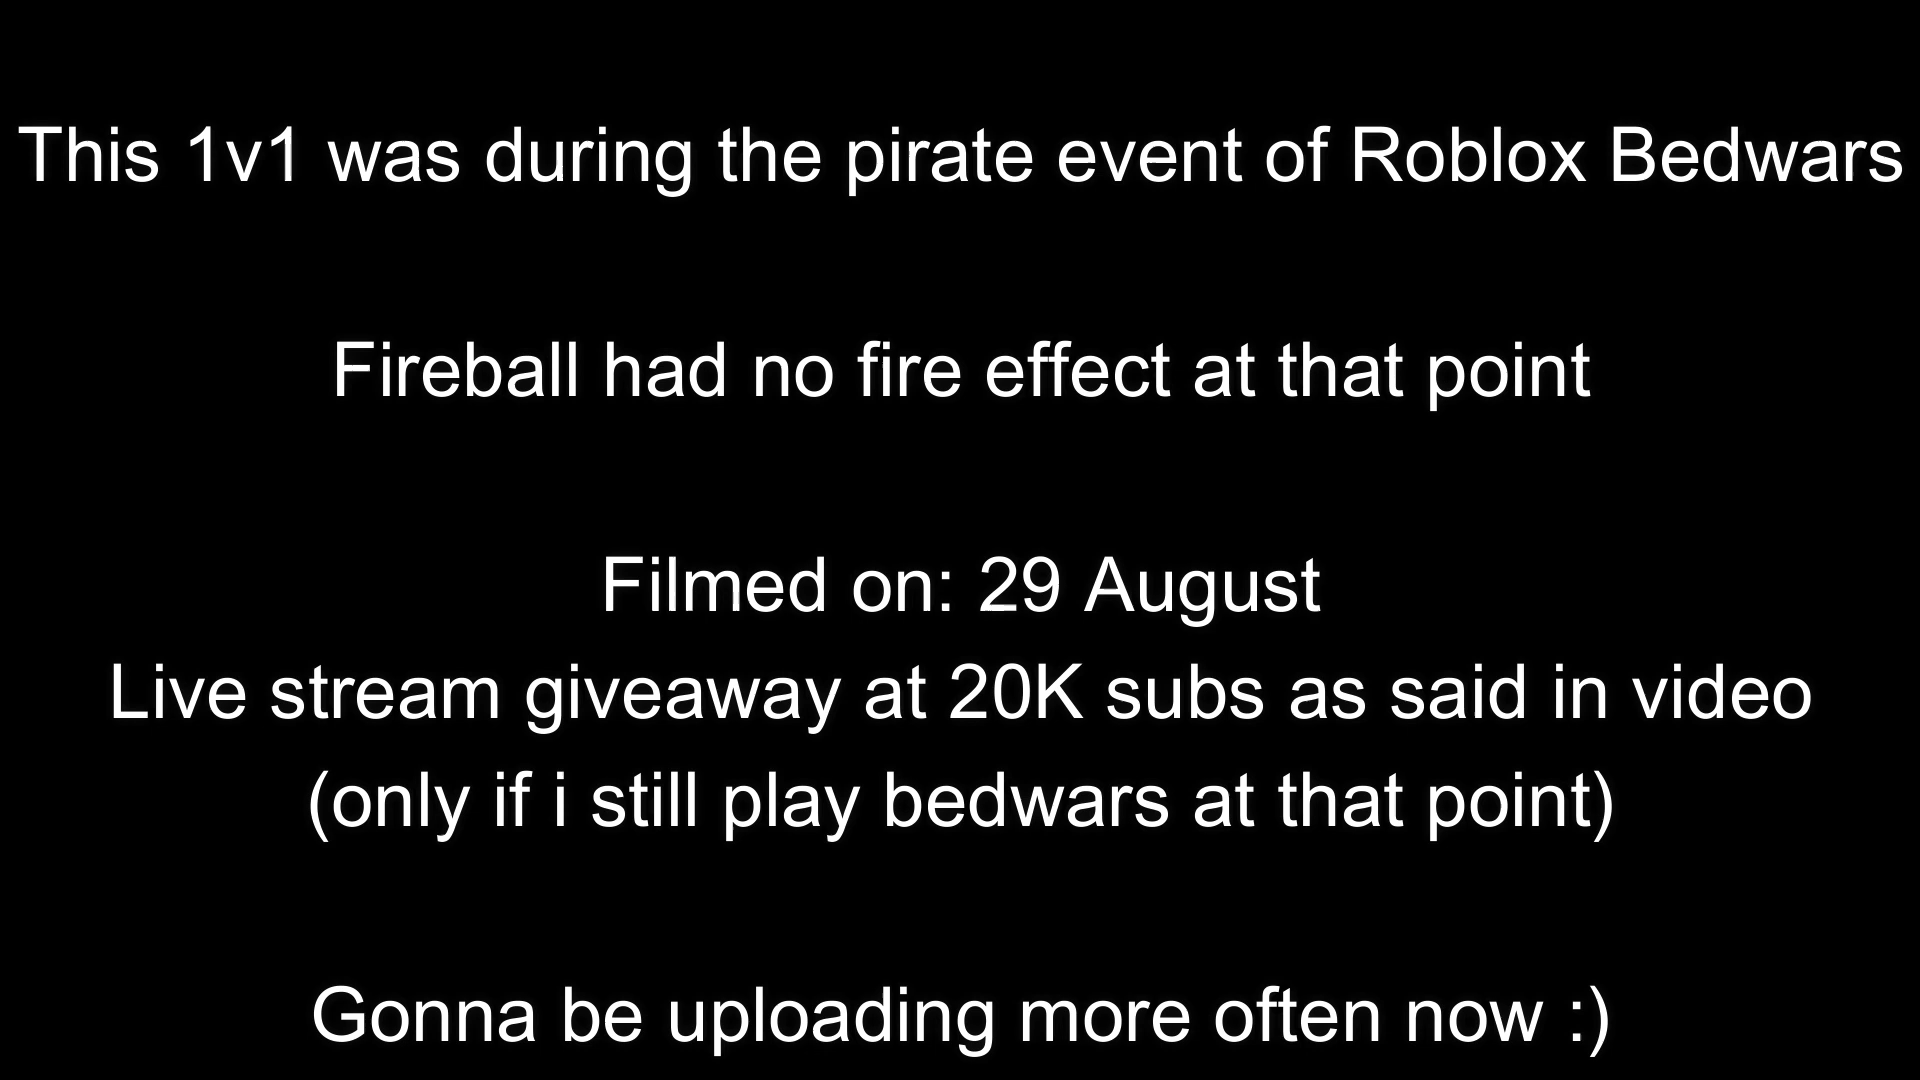 This 1v1 was during the pirate event of Roblox Bedwars
Fireball had no fire effect at that point
Filmed on: 29 August
Live stream giveaway at 20K subs as said in video
(only if i still play bedwars at that point)
Gonna be uploading more often now :)